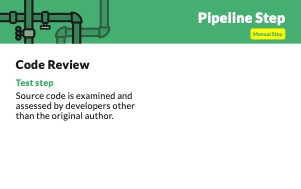 Pipeline Step
Manual Step
Code Review
Test step
Source code is examined and
assessed by developers other
than the original author.